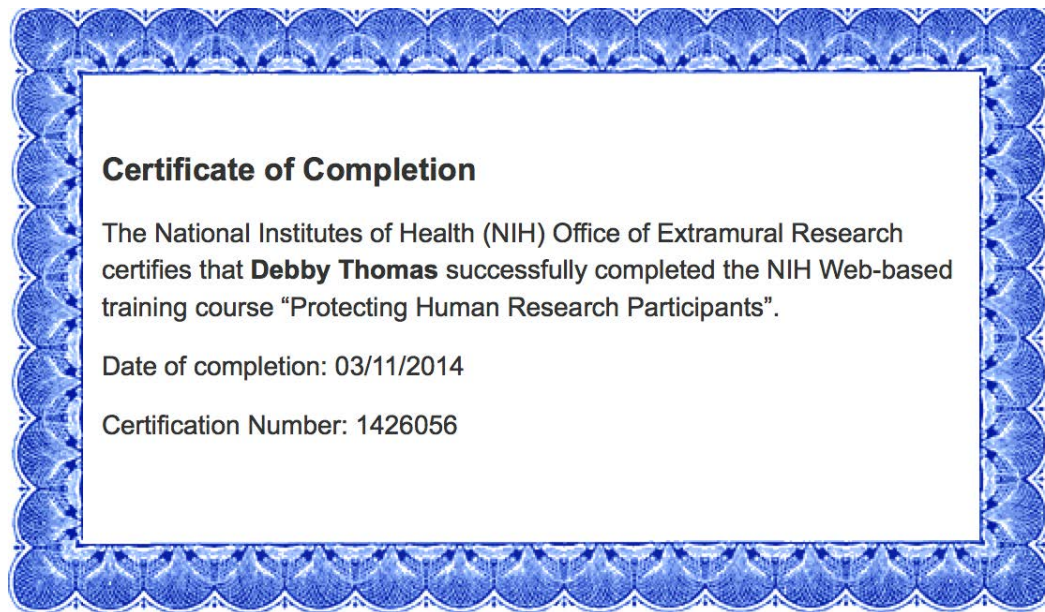 Certificate of Completion
The National Institutes of Health (NIH) Office of Extramural Research
certifies that Debby Thomas successfully completed the NIH Web-based
training course “Protecting Human Research Participants”.
Date of completion: 03/11/2014
Certification Number: 1426056